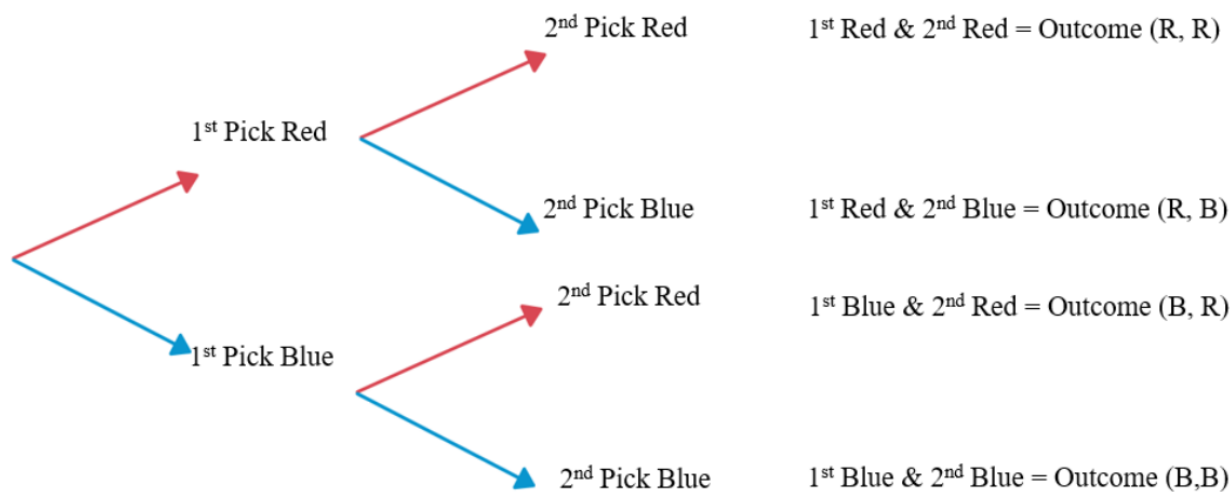 2nd Pick Red 1st Red & 2nd Red = Outcome (R, R)
1st Pick Red
2nd Pick Blue 1st Red & 2nd Blue = Outcome (R, B)
2nd Pick Red 1st Blue & 2nd Red = Outcome (B, R)
1st Pick Blue
2nd Pick Blue 1st Blue & 2nd Blue = Outcome (B,B)